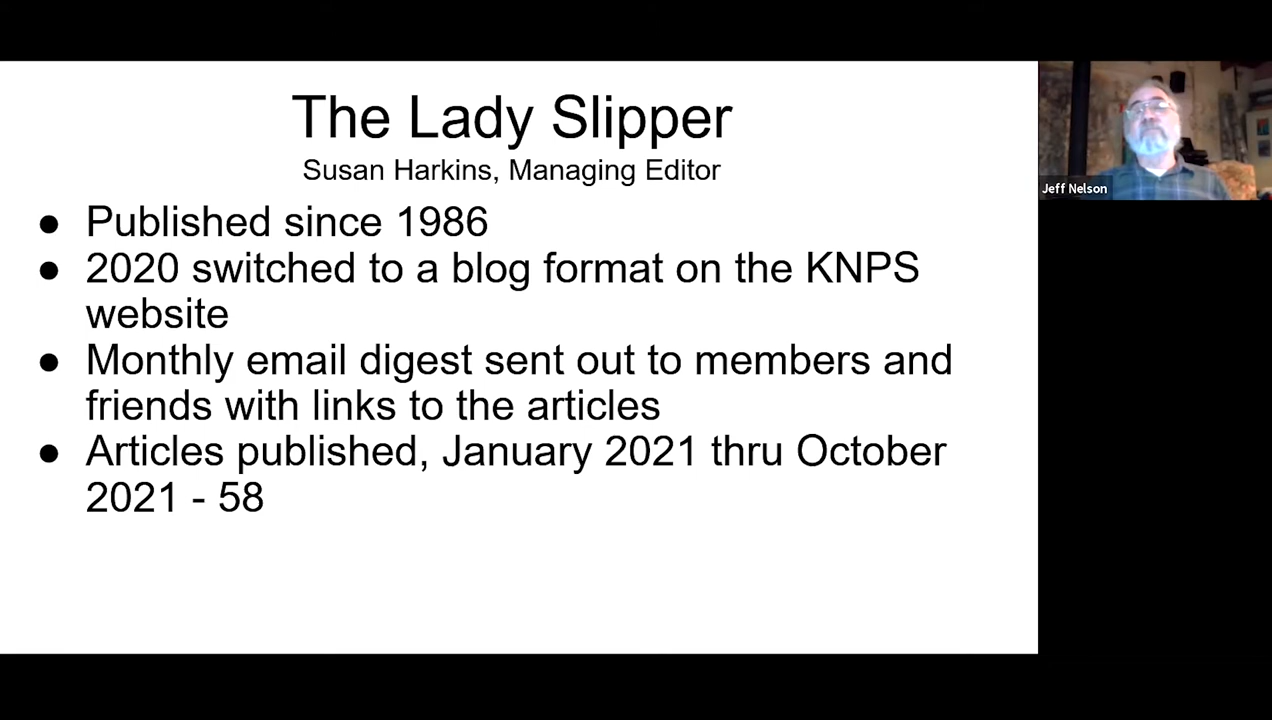 The Lady Slipper
Susan Harkins, Managing Editor
● Published since 1986
● 2020 switched to a blog format on the KNPS
website
● Monthly email digest sent out to members and
friends with links to the articles
● Articles published, January 2021 thru October
2021 - 58
Jeff Nelson